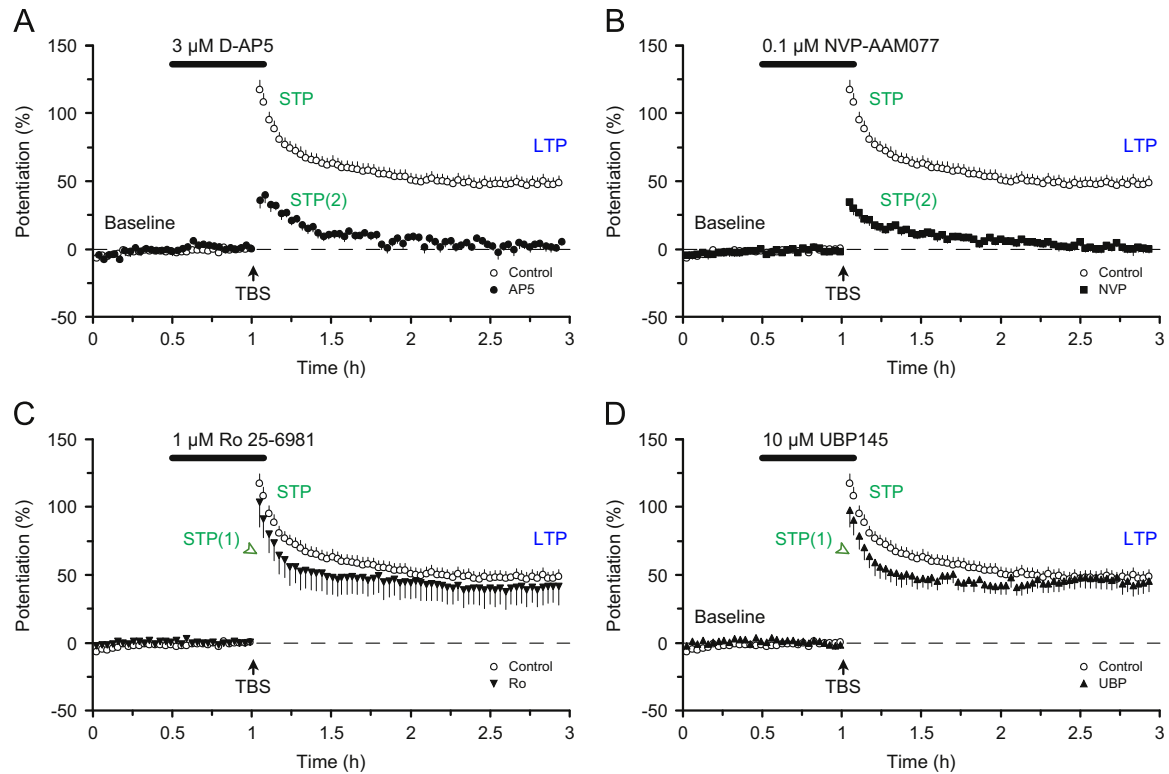 A
3 µM D-AP5
150
100
50
0
-50
Potentiation (%)
STP
LTP
STP(2)
Baseline
TBS
Control
AP5
0 0.5 1 1.5 2 2.5 3
Time (h)
B
0.1 µM NVP-AAM077
150
100
50
0
-50
Potentiation (%)
STP
LTP
STP(2)
Baseline
TBS
Control
NVP
0 0.5 1 1.5 2 2.5 3
Time (h)
C
1 µM Ro 25-6981
150
100
50
0
-50
Potentiation (%)
STP
STP(1)
LTP
TBS
Control
Ro
0 0.5 1 1.5 2 2.5 3
Time (h)
D
10 µM UBP145
150
100
50
0
-50
Potentiation (%)
STP
STP(1)
LTP
Baseline
TBS
Control
UBP
0 0.5 1 1.5 2 2.5 3
Time (h)